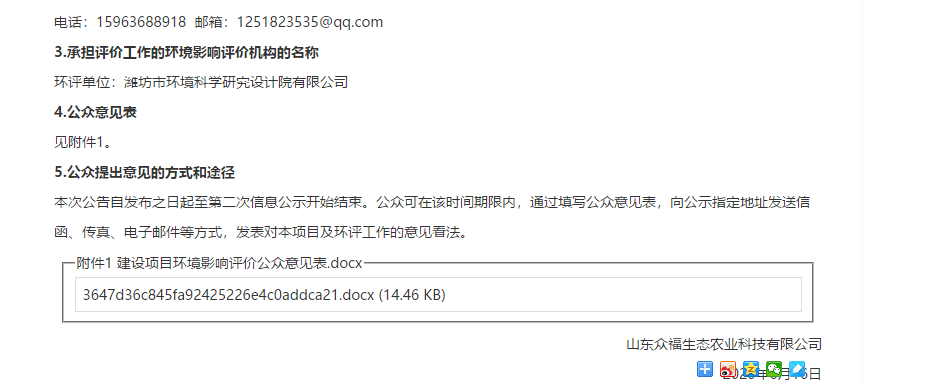 电话：15963688918 邮箱：1251823535@qq.com
3.承担评价工作的环境影响评价机构的名称
环评单位：潍坊市环境科学研究设计院有限公司
4.公众意见表
见附件1。
5.公众提出意见的方式和途径
本次公告自发布之日起至第二次信息公示开始结束。公众可在该时间期限内，通过填写公众意见表，向公示指定地址发送信
函、传真、电子邮件等方式，发表对本项目及环评工作的意见看法。
附件1 建设项目环境影响评价公众意见表.docx
3647d36c845fa92425226e4c0addca21.docx (14.46 KB)
山东众福生态农业科技有限公司